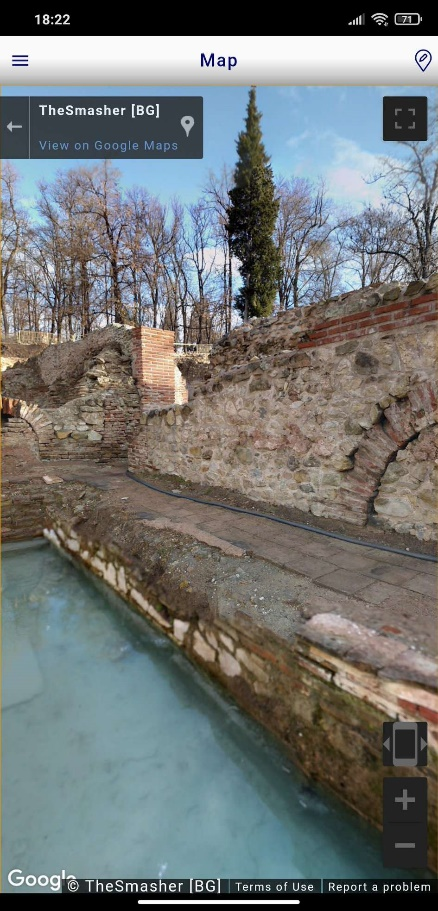 18:22
71
Map
TheSmasher [BG]
View on Google Maps
Google
© TheSmasher [BG]
Terms of Use
Report a problem